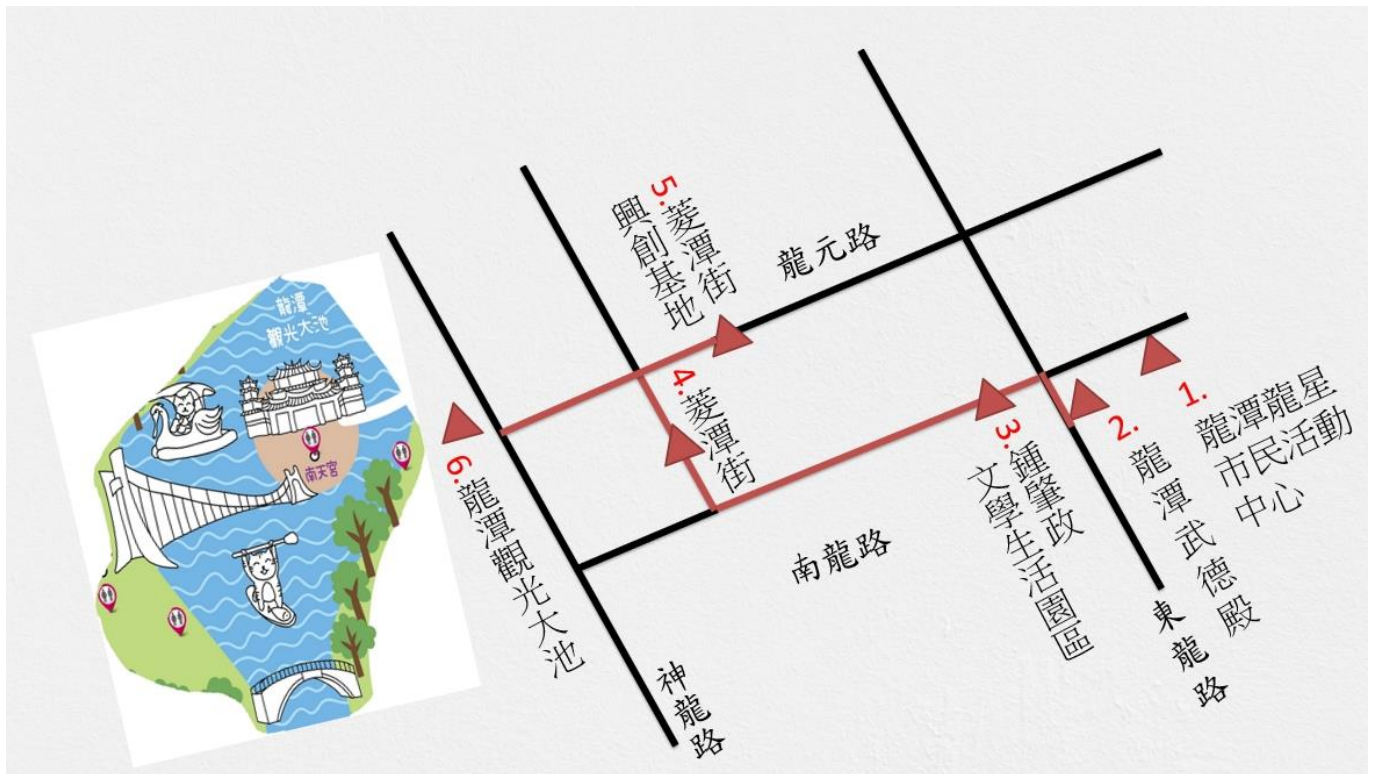 1.
龍潭龍星
市民活動
中心
2.
龍潭武德殿
3.鍾肇政
文學生活園區
4.菱潭街
5.菱潭街
興創基地
6.龍潭觀光大池
龍元路
南龍路
東龍路
神龍路
龍潭
觀光大池
南天宮